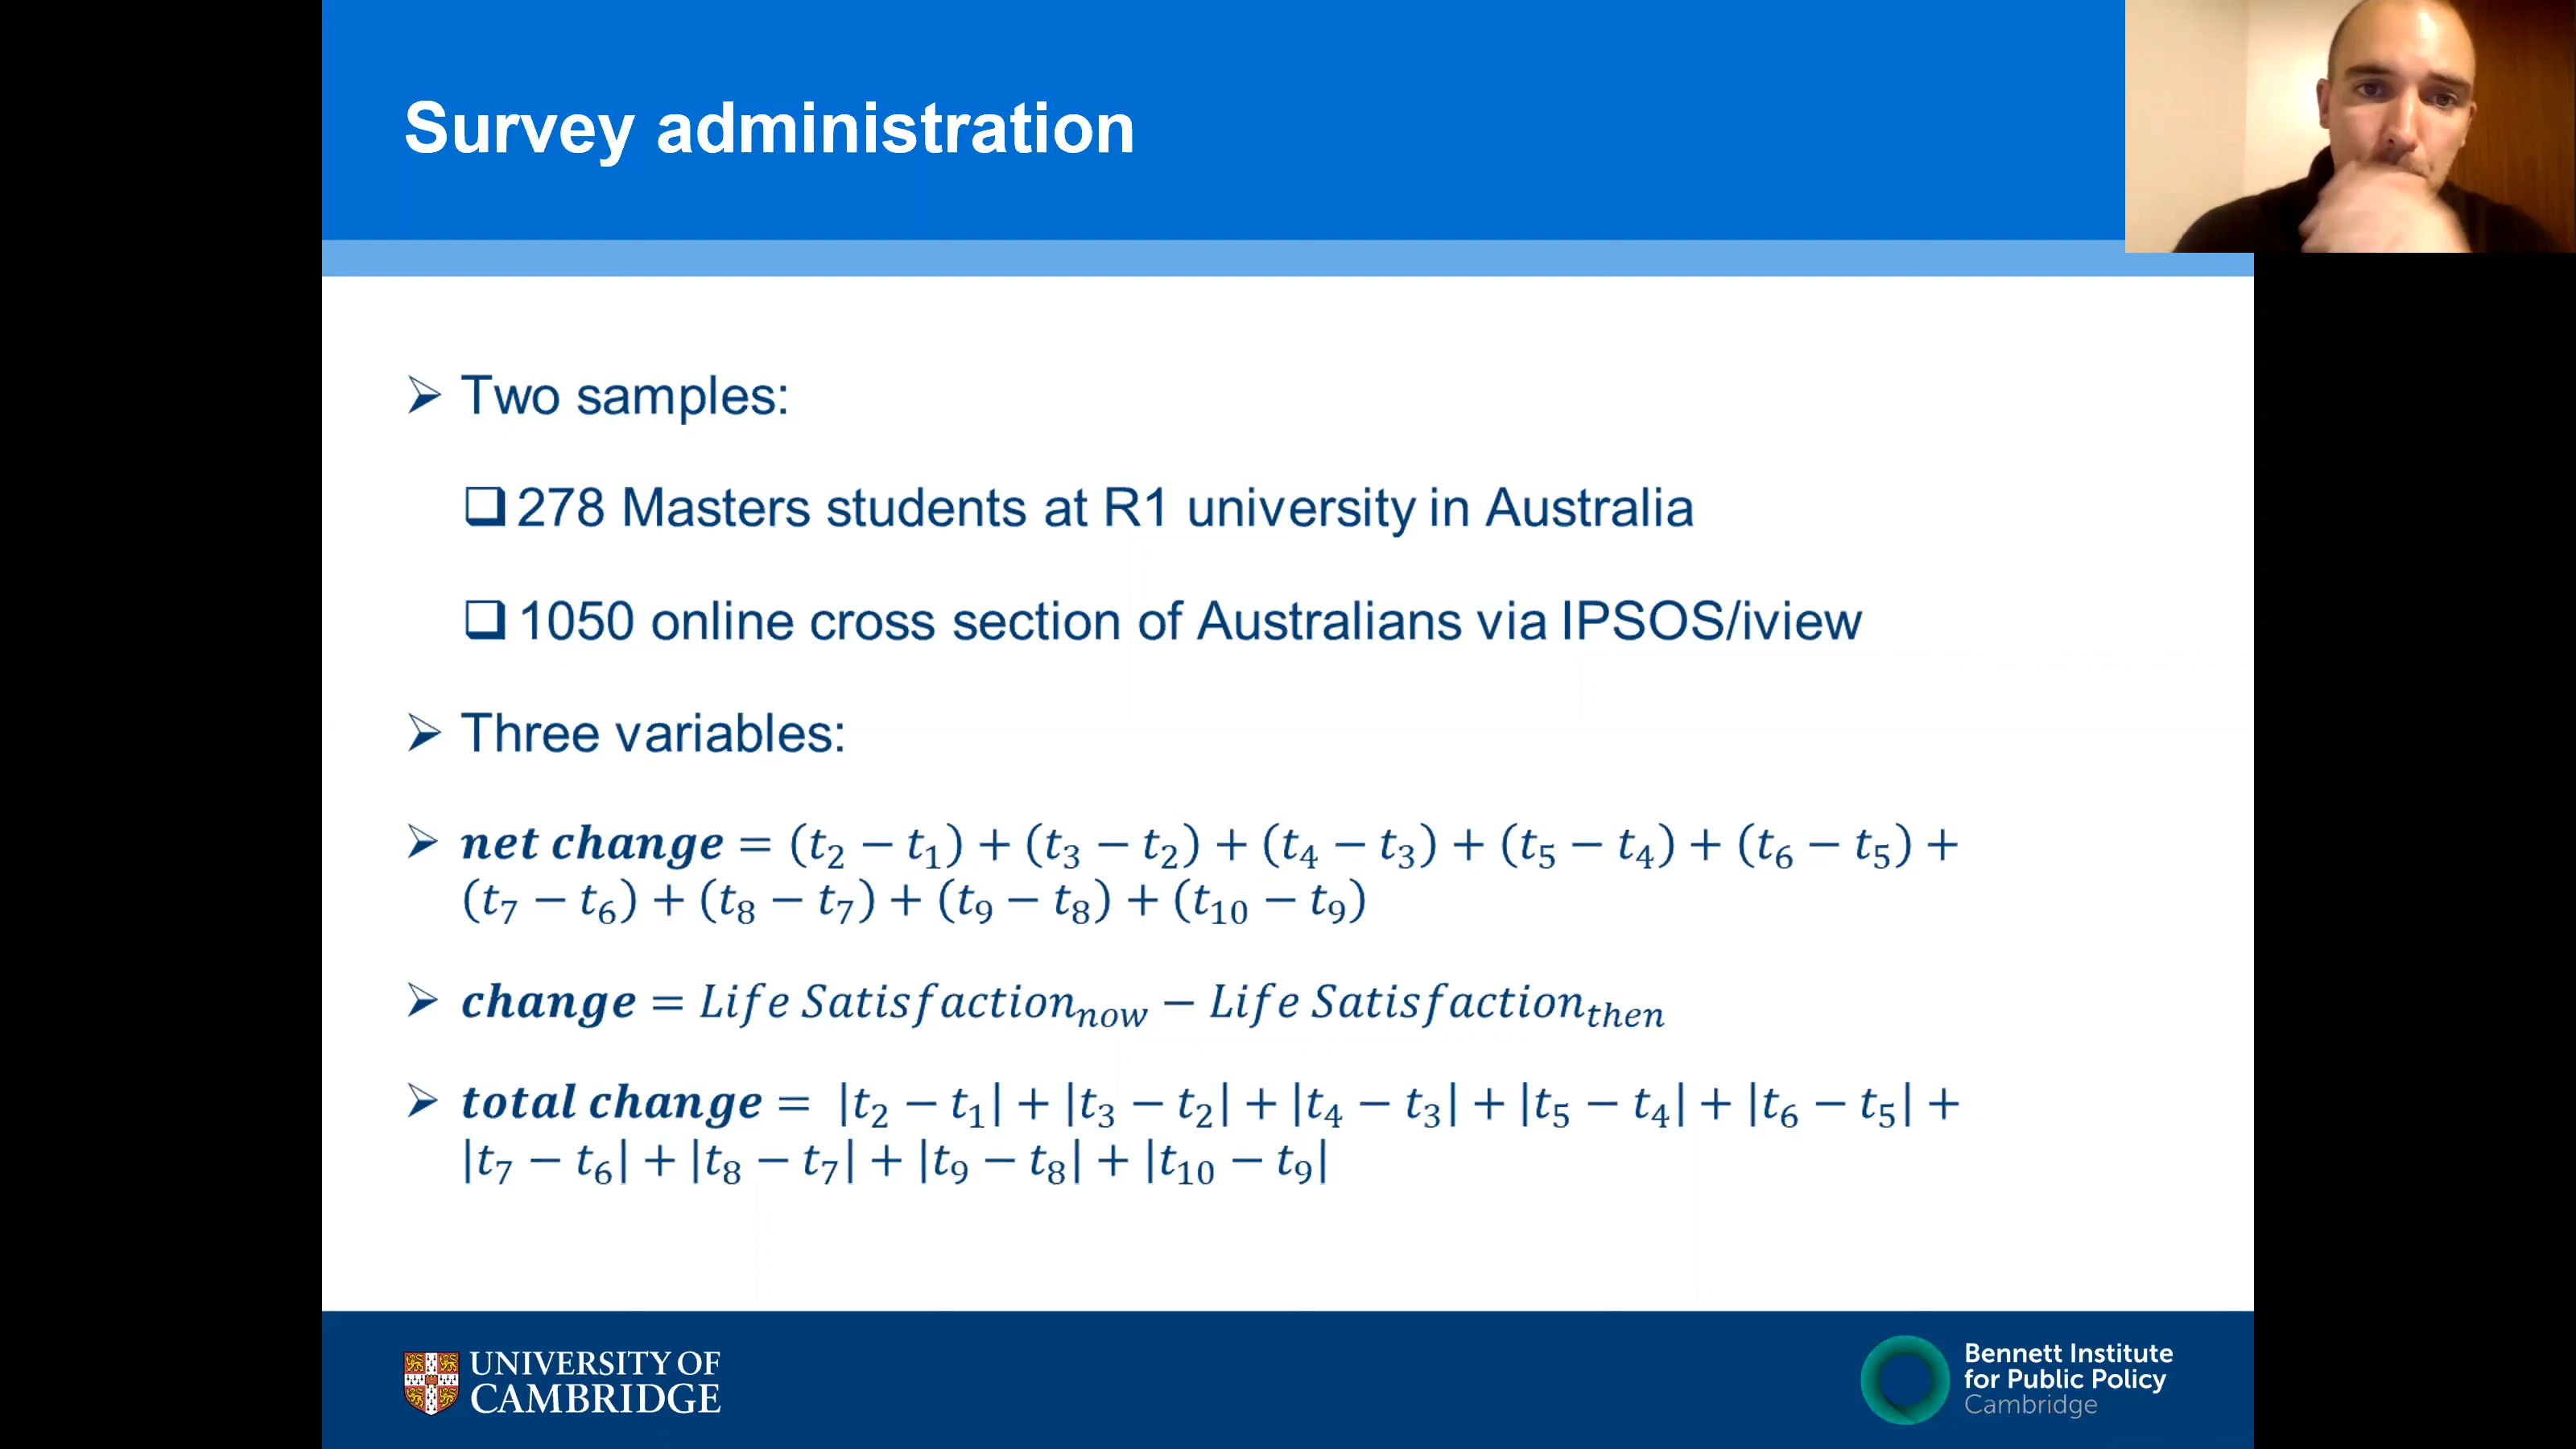 Survey administration
Two samples:
278 Masters students at R1 university in Australia
1050 online cross section of Australians via IPSOS/iview
Three variables:
net change = (t₂ − t₁) + (t₃ − t₂) + (t₄ − t₃) + (t₅ − t₄) + (t₆ − t₅) +
(t₇ − t₆) + (t₈ − t₇) + (t₉ − t₈) + (t₁₀ − t₉)
change = Life Satisfaction_now − Life Satisfaction_then
total change = |t₂ − t₁| + |t₃ − t₂| + |t₄ − t₃| + |t₅ − t₄| + |t₆ − t₅| +
|t₇ − t₆| + |t₈ − t₇| + |t₉ − t₈| + |t₁₀ − t₉|
UNIVERSITY OF
CAMBRIDGE
Bennett Institute
for Public Policy
Cambridge